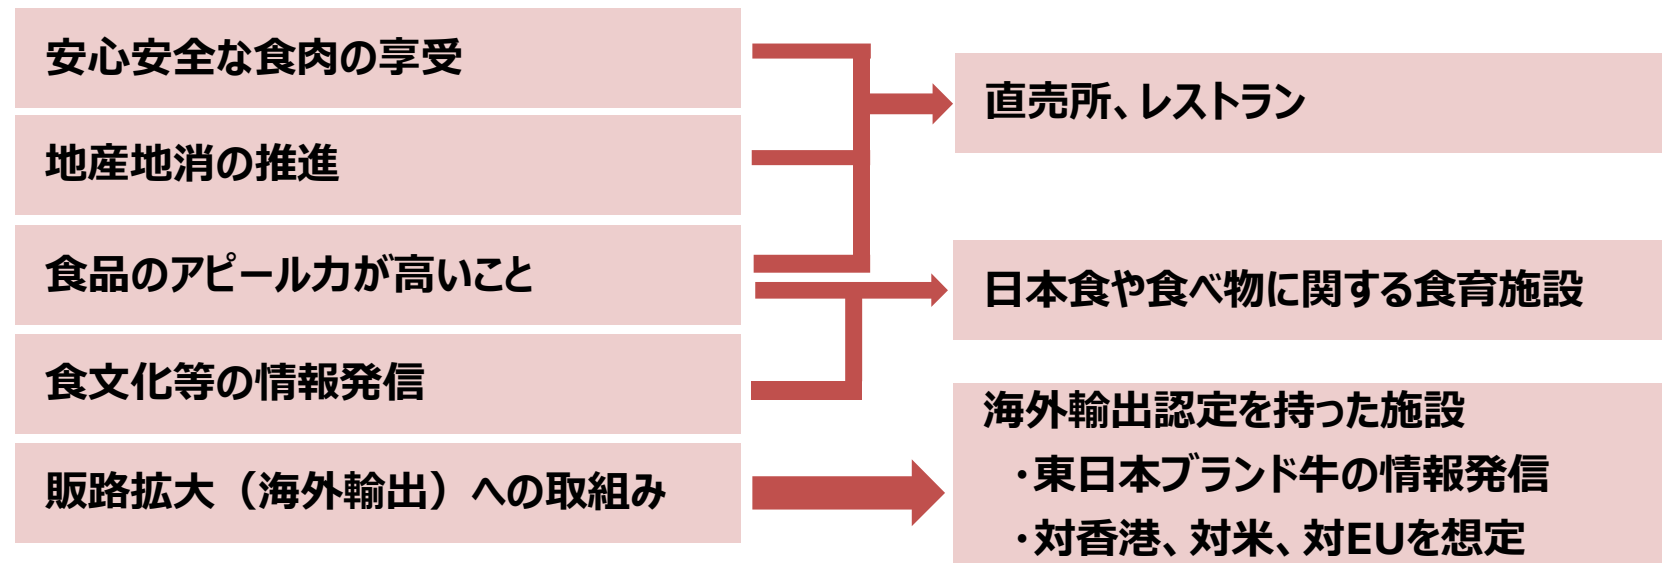 安心安全な食肉の享受
地産地消の推進
食品のアピール力が高いこと
食文化等の情報発信
販路拡大（海外輸出）への取組み
直売所、レストラン
日本食や食べ物に関する食育施設
海外輸出認定を持った施設
・東日本ブランド牛の情報発信
・対香港、対米、対EUを想定